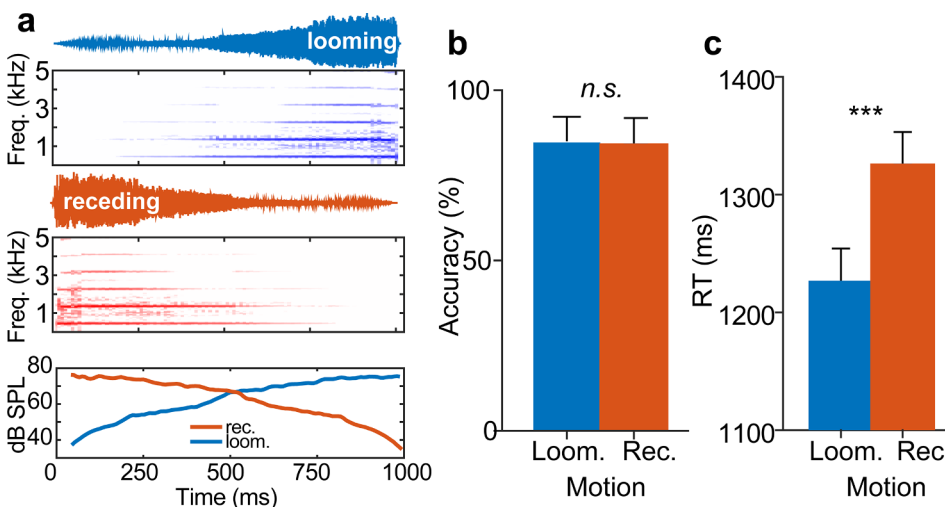 a
looming
Freq. (kHz)
5
3
1
receding
Freq. (kHz)
5
3
1
dB SPL
80
60
40
rec.
loom.
0 250 500 750 1000
Time (ms)
b
n.s.
Accuracy (%)
100
50
0
Loom. Rec.
Motion
c
***
RT (ms)
1400
1300
1200
1100
Loom. Rec.
Motion